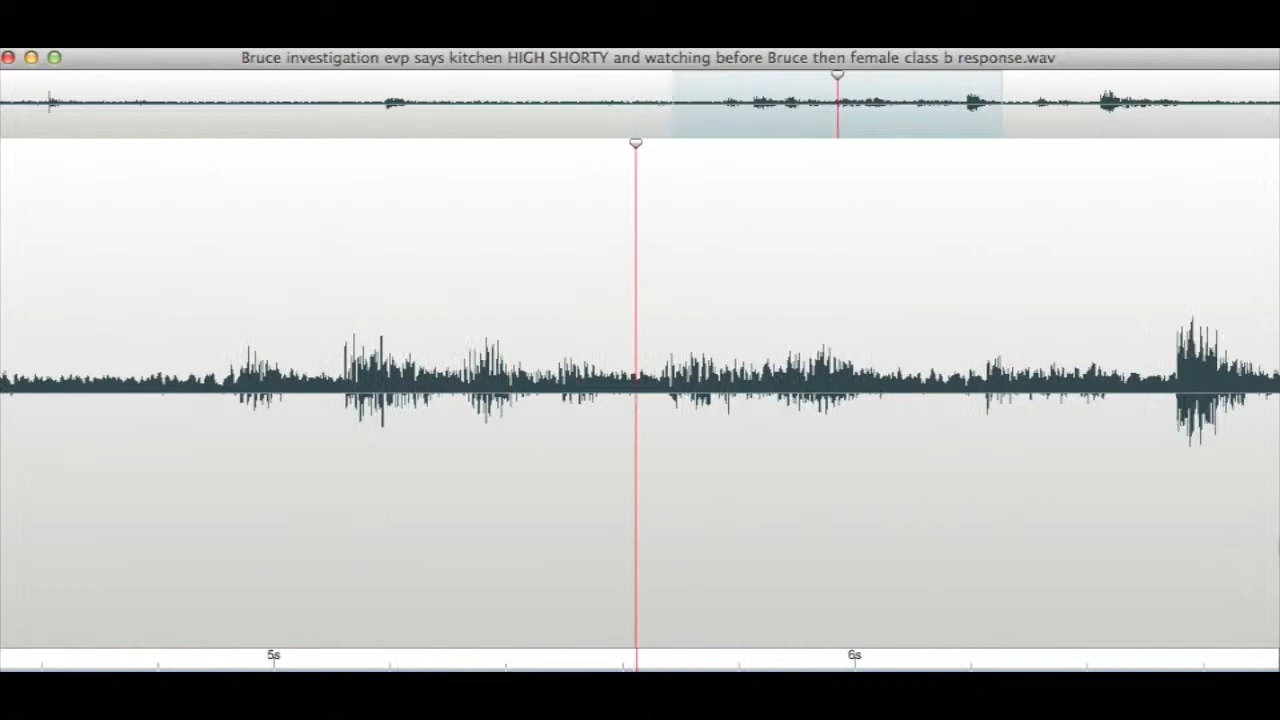 Bruce investigation evp says kitchen HIGH SHORTY and watching before Bruce then female class b response.wav
5s 6s